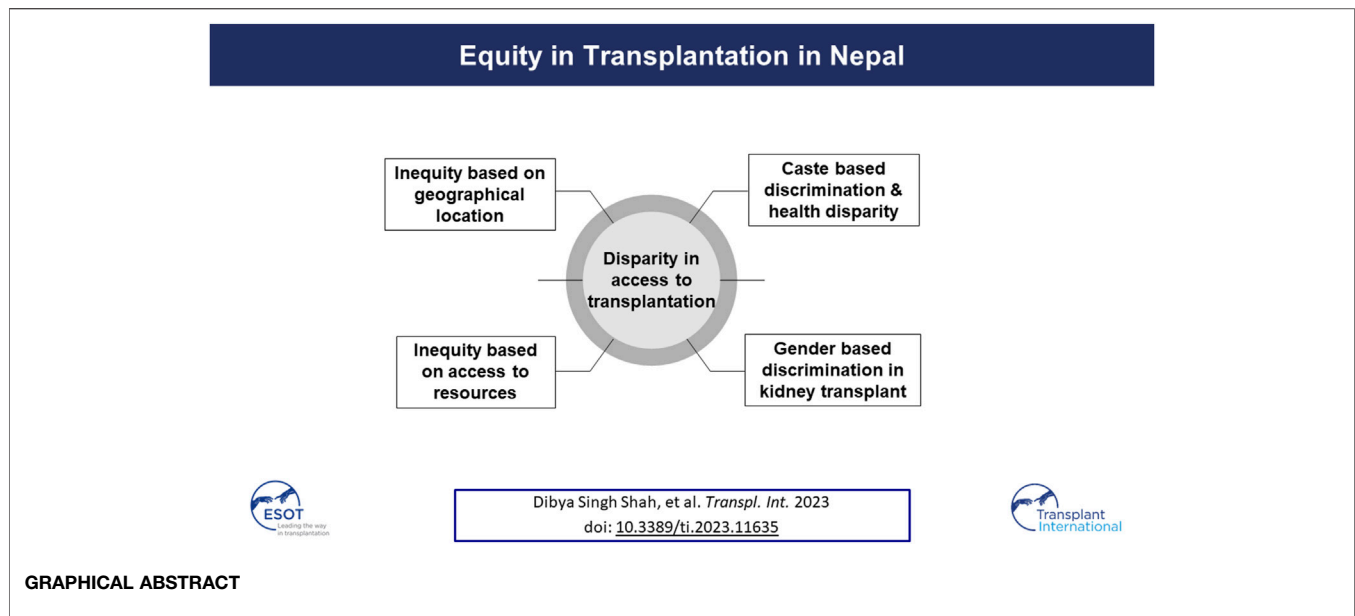 Equity in Transplantation in Nepal
Inequity based on
geographical
location
Caste based
discrimination &
health disparity
Disparity in
access to
transplantation
Inequity based
on access to
resources
Gender based
discrimination in
kidney transplant
ESOT
Leading the way
in transplantation
Dibya Singh Shah, et al. Transpl. Int. 2023
doi: 10.3389/ti.2023.11635
Transplant
International
GRAPHICAL ABSTRACT